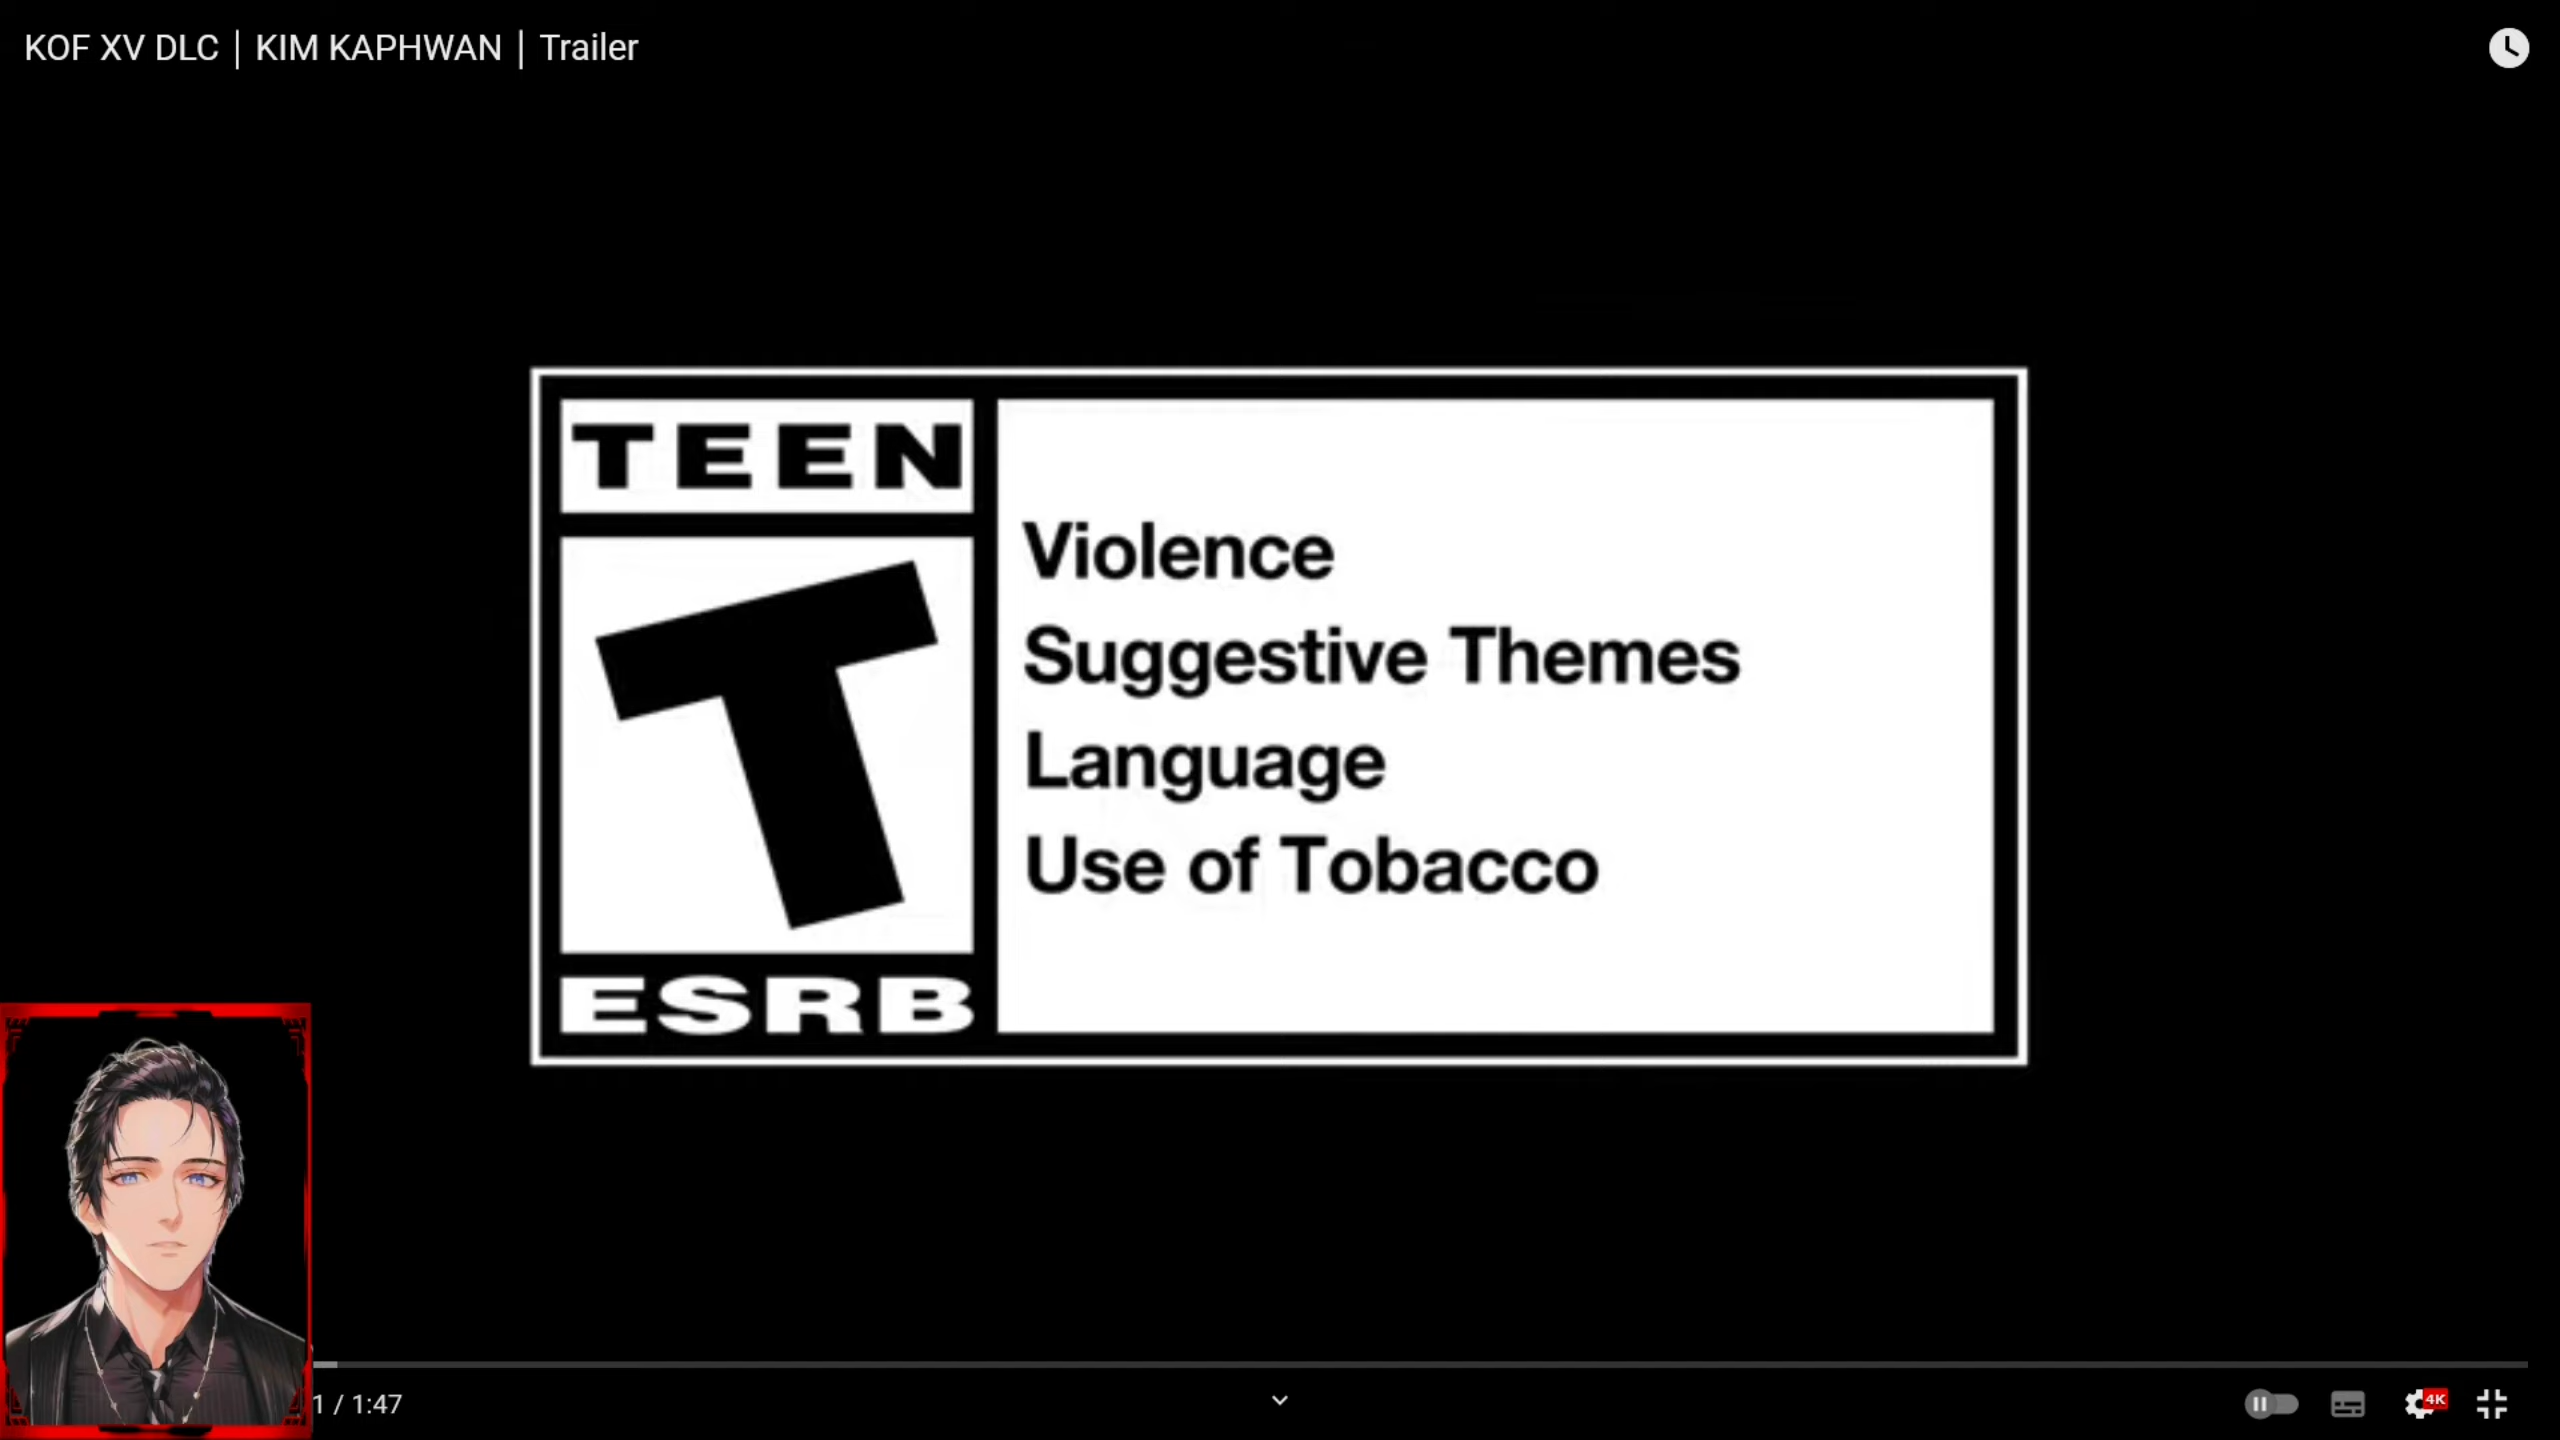 KOF XV DLC | KIM KAPHWAN | Trailer
TEEN
T
ESRB
Violence
Suggestive Themes
Language
Use of Tobacco
1 / 1:47
4K